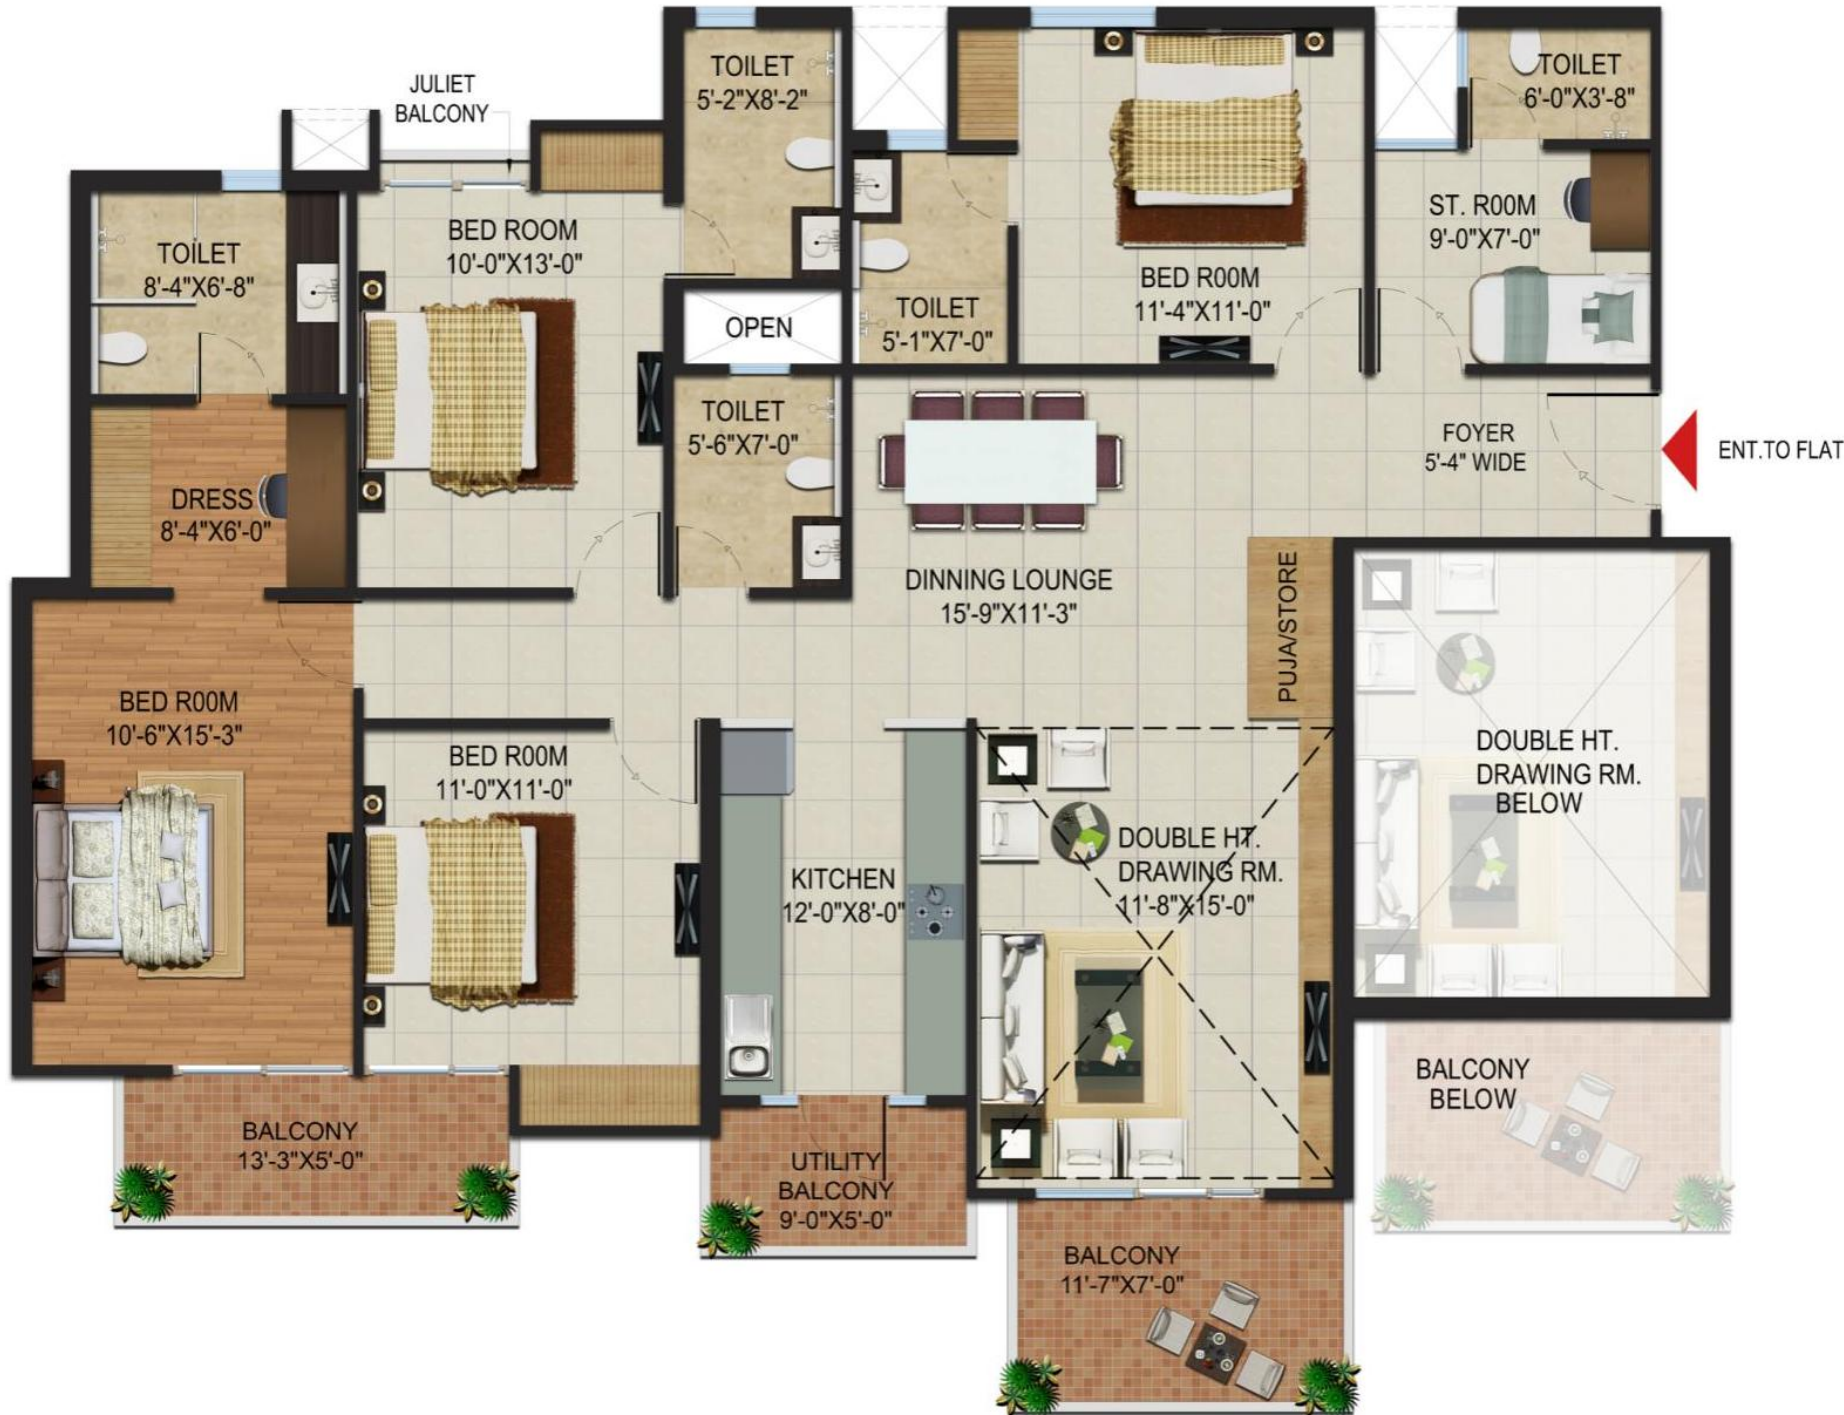 JULIET
BALCONY
TOILET
5'-2"X8'-2"
TOILET
6'-0"X3'-8"
TOILET
8'-4"X6'-8"
BED ROOM
10'-0"X13'-0"
ST. R00M
9'-0"X7'-0"
BED R00M
11'-4"X11'-0"
OPEN
TOILET
5'-1"X7'-0"
TOILET
5'-6"X7'-0"
FOYER
5'-4" WIDE
ENT.TO FLAT
DRESS
8'-4"X6'-0"
DINNING LOUNGE
15'-9"X11'-3"
PUJA/STORE
BED R00M
10'-6"X15'-3"
BED R00M
11'-0"X11'-0"
DOUBLE HT.
DRAWING RM.
BELOW
KITCHEN
12'-0"X8'-0"
DOUBLE HT.
DRAWING RM.
11'-8"X15'-0"
BALCONY
BELOW
BALCONY
13'-3"X5'-0"
UTILITY
BALCONY
9'-0"X5'-0"
BALCONY
11'-7"X7'-0"